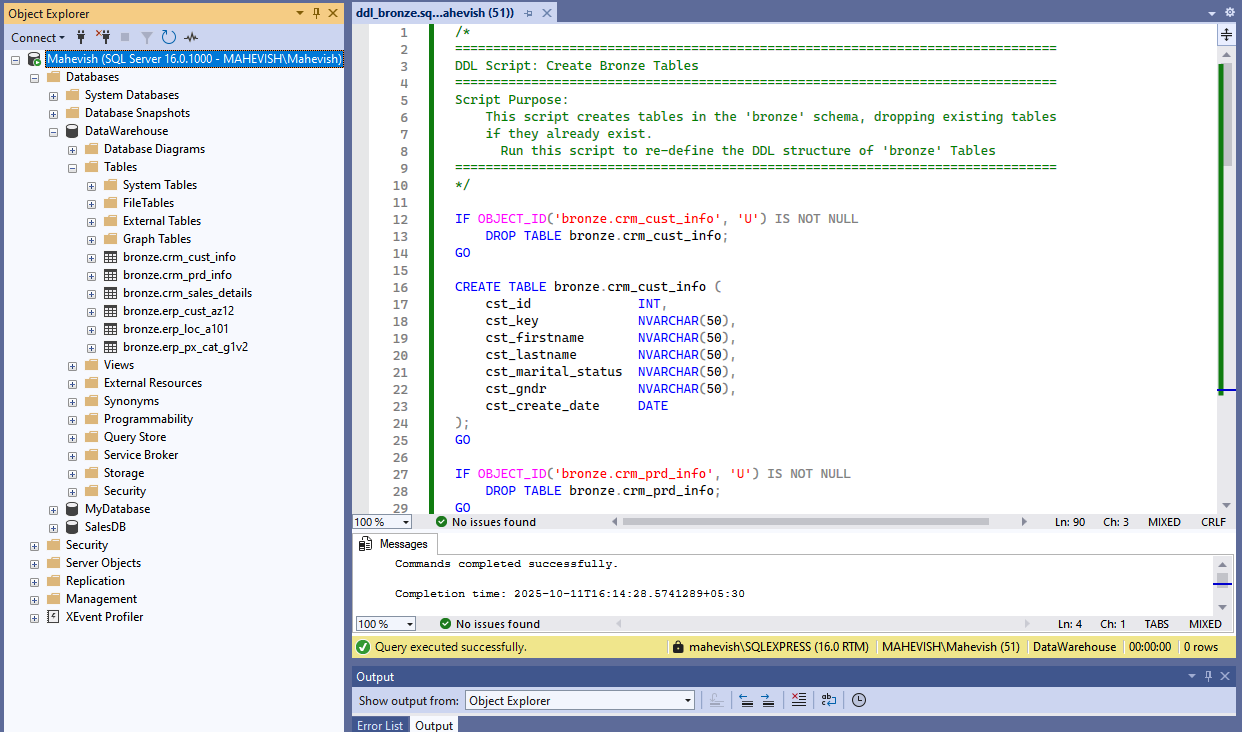 Object Explorer
Connect
Mahevish (SQL Server 16.0.1000 - MAHEVISH\Mahevish)
Databases
System Databases
Database Snapshots
DataWarehouse
Database Diagrams
Tables
System Tables
FileTables
External Tables
Graph Tables
bronze.crm_cust_info
bronze.crm_prd_info
bronze.crm_sales_details
bronze.erp_cust_az12
bronze.erp_loc_a101
bronze.erp_px_cat_g1v2
Views
External Resources
Synonyms
Programmability
Query Store
Service Broker
Storage
Security
MyDatabase
SalesDB
Security
Server Objects
Replication
Management
XEvent Profiler
ddl_bronze.sq...ahevish (51))
1 /*
2 ===============================================================================
3 DDL Script: Create Bronze Tables
4 ===============================================================================
5 Script Purpose:
6     This script creates tables in the 'bronze' schema, dropping existing tables
7     if they already exist.
8       Run this script to re-define the DDL structure of 'bronze' Tables
9 ===============================================================================
10 */
11
12 IF OBJECT_ID('bronze.crm_cust_info', 'U') IS NOT NULL
13     DROP TABLE bronze.crm_cust_info;
14 GO
15
16 CREATE TABLE bronze.crm_cust_info (
17     cst_id              INT,
18     cst_key             NVARCHAR(50),
19     cst_firstname       NVARCHAR(50),
20     cst_lastname        NVARCHAR(50),
21     cst_marital_status  NVARCHAR(50),
22     cst_gndr            NVARCHAR(50),
23     cst_create_date     DATE
24 );
25 GO
26
27 IF OBJECT_ID('bronze.crm_prd_info', 'U') IS NOT NULL
28     DROP TABLE bronze.crm_prd_info;
29 GO
100 % No issues found Ln: 90 Ch: 3 MIXED CRLF
Messages
Commands completed successfully.
Completion time: 2025-10-11T16:14:28.5741289+05:30
100 % No issues found Ln: 4 Ch: 1 TABS MIXED
Query executed successfully. mahevish\SQLEXPRESS (16.0 RTM) MAHEVISH\Mahevish (51) DataWarehouse 00:00:00 0 rows
Output
Show output from: Object Explorer
Error List Output